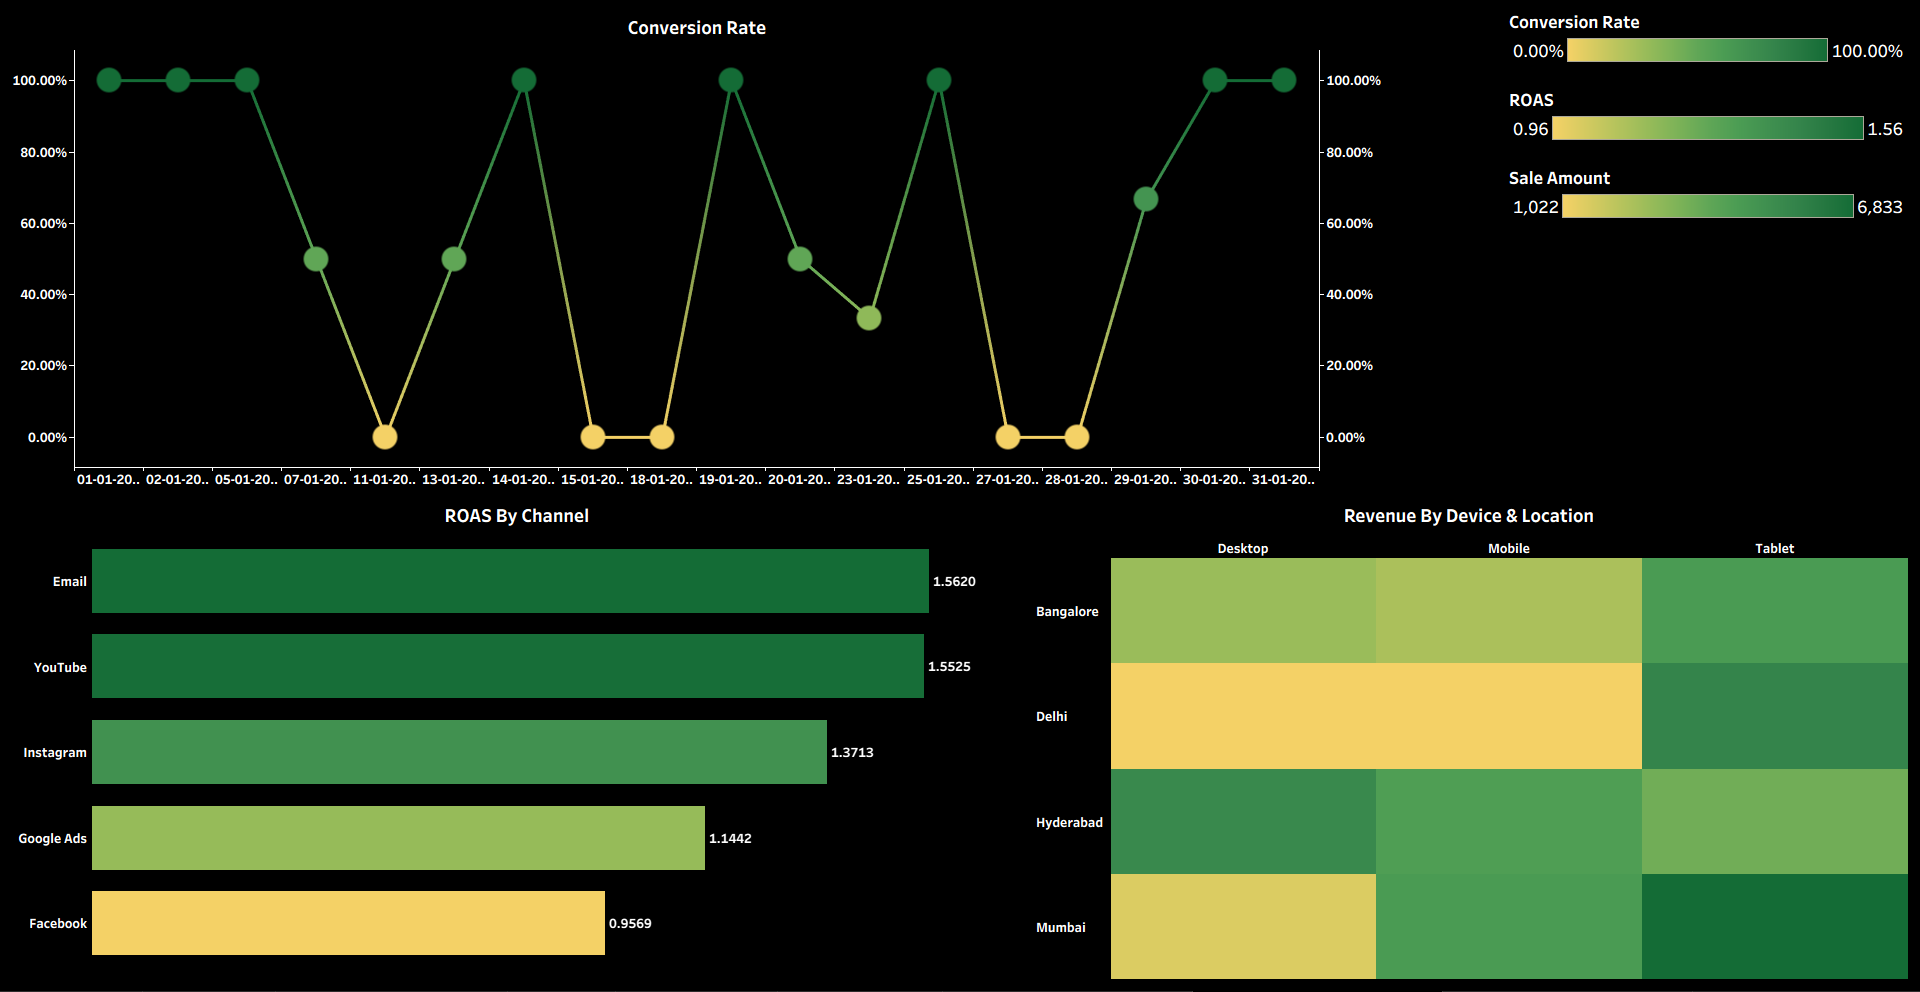 Conversion Rate
100.00%
80.00%
60.00%
40.00%
20.00%
0.00%
100.00%
80.00%
60.00%
40.00%
20.00%
0.00%
01-01-20.. 02-01-20.. 05-01-20.. 07-01-20.. 11-01-20.. 13-01-20.. 14-01-20.. 15-01-20.. 18-01-20.. 19-01-20.. 20-01-20.. 23-01-20.. 25-01-20.. 27-01-20.. 28-01-20.. 29-01-20.. 30-01-20.. 31-01-20..
Conversion Rate
0.00% 100.00%
ROAS
0.96 1.56
Sale Amount
1,022 6,833
ROAS By Channel
Email 1.5620
YouTube 1.5525
Instagram 1.3713
Google Ads 1.1442
Facebook 0.9569
Revenue By Device & Location
Desktop Mobile Tablet
Bangalore
Delhi
Hyderabad
Mumbai